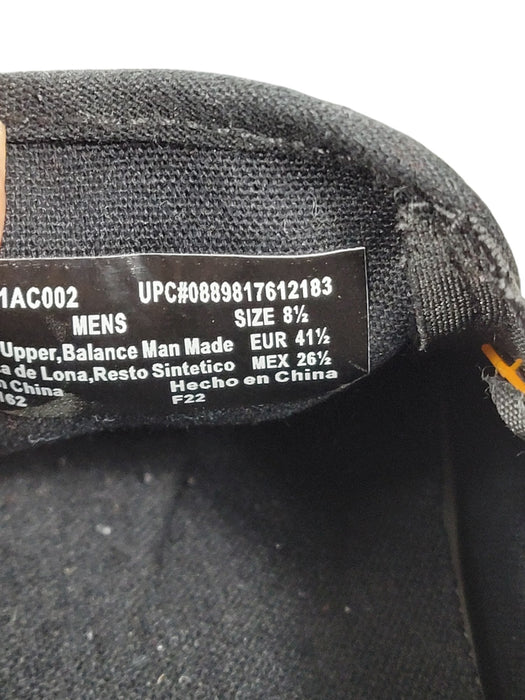 1AC002 UPC#0889817612183
MENS SIZE 8½
Upper,Balance Man Made EUR 41½
a de Lona,Resto Sintetico MEX 26½
n China Hecho en China
162 F22